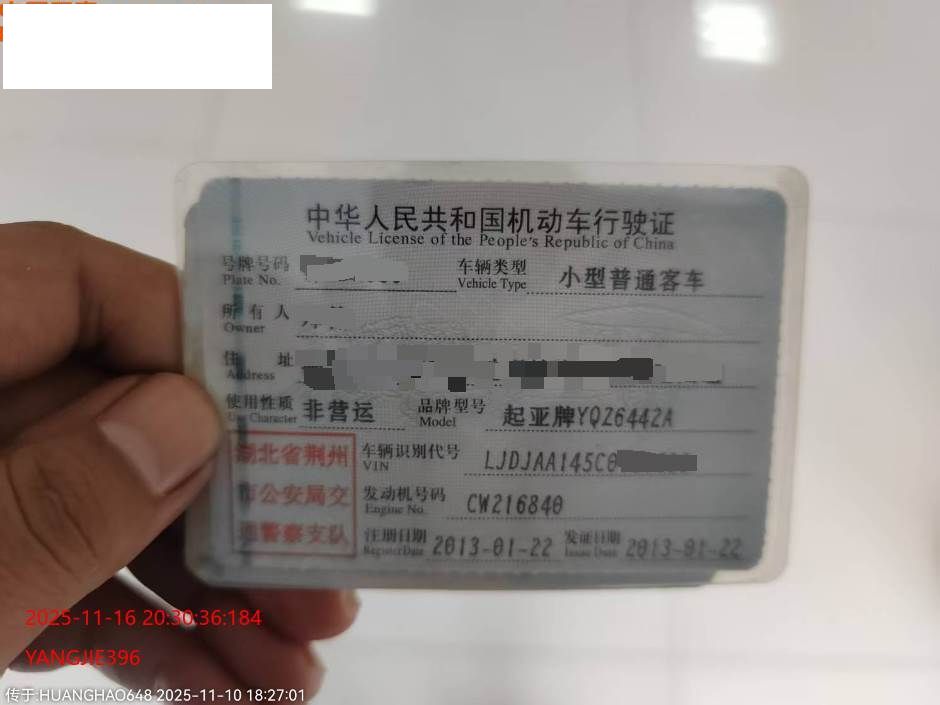 中华人民共和国机动车行驶证
Vehicle License of the People's Republic of China
号牌号码
Plate No.
车辆类型 小型普通客车
Vehicle Type
所有人
Owner
住址
Address
使用性质 非营运 品牌型号 起亚牌YQZ6442A
Use Character Model
湖北省荆州
市公安局交
通警察支队
车辆识别代号 LJDJAA145C0
VIN
发动机号码 CW216840
Engine No.
注册日期 2013-01-22 发证日期 2013-01-22
Register Date Issue Date
2025-11-16 20:30:36:184
YANGJIE396
传于:HUANGHAO648 2025-11-10 18:27:01